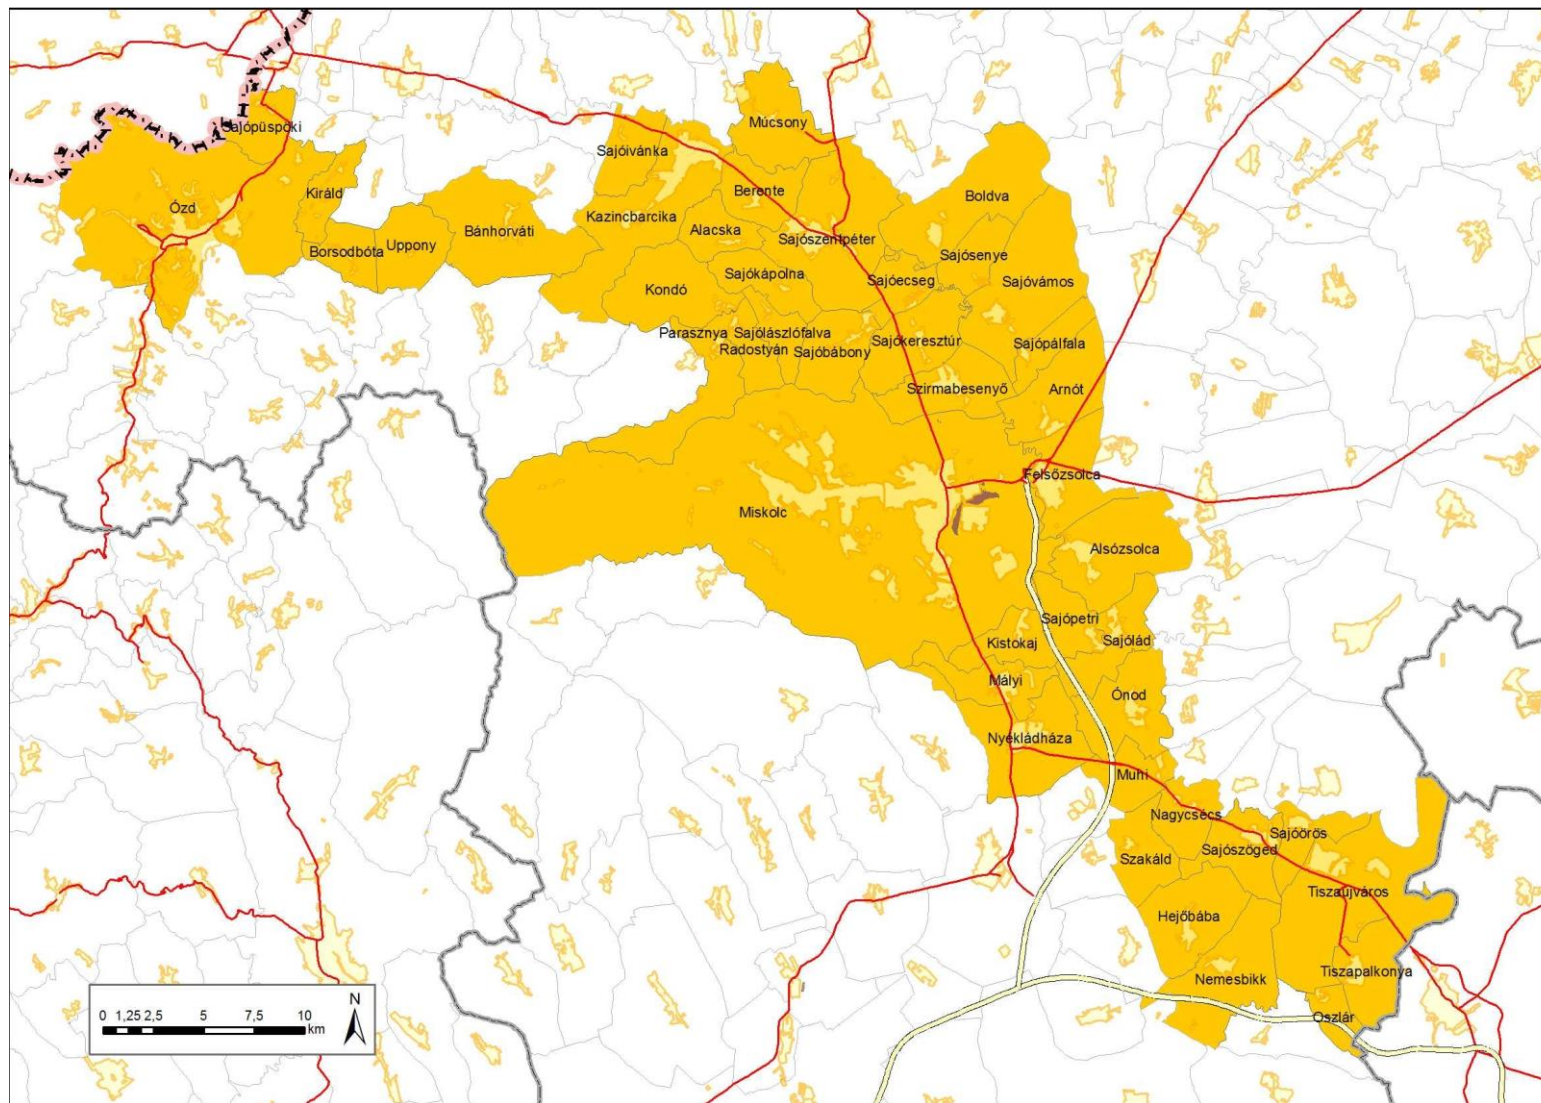 Múcsony
Sajópüspöki
Sajóivánka
Berente
Királd
Boldva
Ózd
Kazincbarcika
Alacska
Bánhorváti
Sajószentpéter
Uppony
Borsodbóta
Sajósenye
Sajókápolna
Sajóecseg
Sajóvámos
Kondó
Parasznya
Sajólászlófalva
Sajókeresztúr
Sajópálfala
Radostyán
Sajóbábony
Szirmabesenyő
Arnót
Felsőzsolca
Miskolc
Alsózsolca
Sajópetri
Kistokaj
Sajólád
Mályi
Ónod
Nyékládháza
Muhi
Nagycsécs
Sajóörös
Szakáld
Sajószöged
Tiszaújváros
Hejőbába
Nemesbikk
Tiszapalkonya
Oszlár
N
0 1,25 2,5 5 7,5 10
km